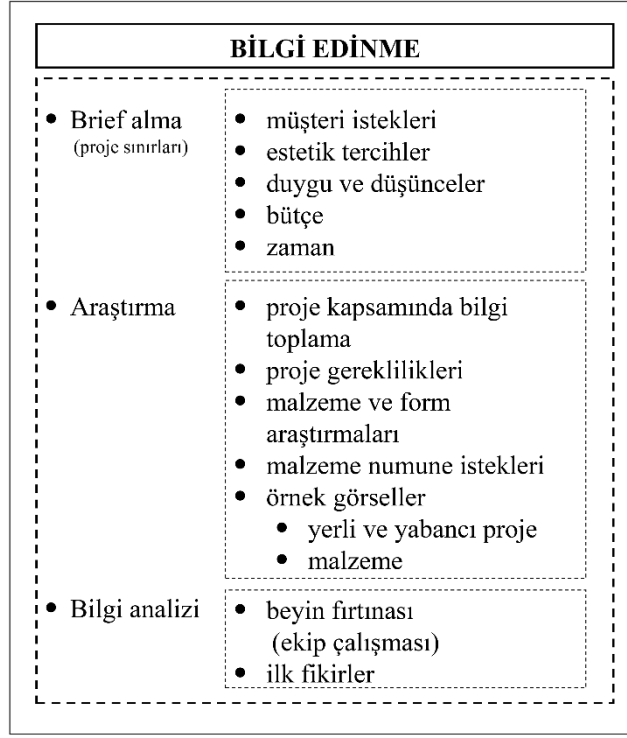 BİLGİ EDİNME
• Brief alma
(proje sınırları)
• müşteri istekleri
• estetik tercihler
• duygu ve düşünceler
• bütçe
• zaman
• Araştırma
• proje kapsamında bilgi
toplama
• proje gereklilikleri
• malzeme ve form
araştırmaları
• malzeme numune istekleri
• örnek görseller
• yerli ve yabancı proje
• malzeme
• Bilgi analizi
• beyin fırtınası
(ekip çalışması)
• ilk fikirler